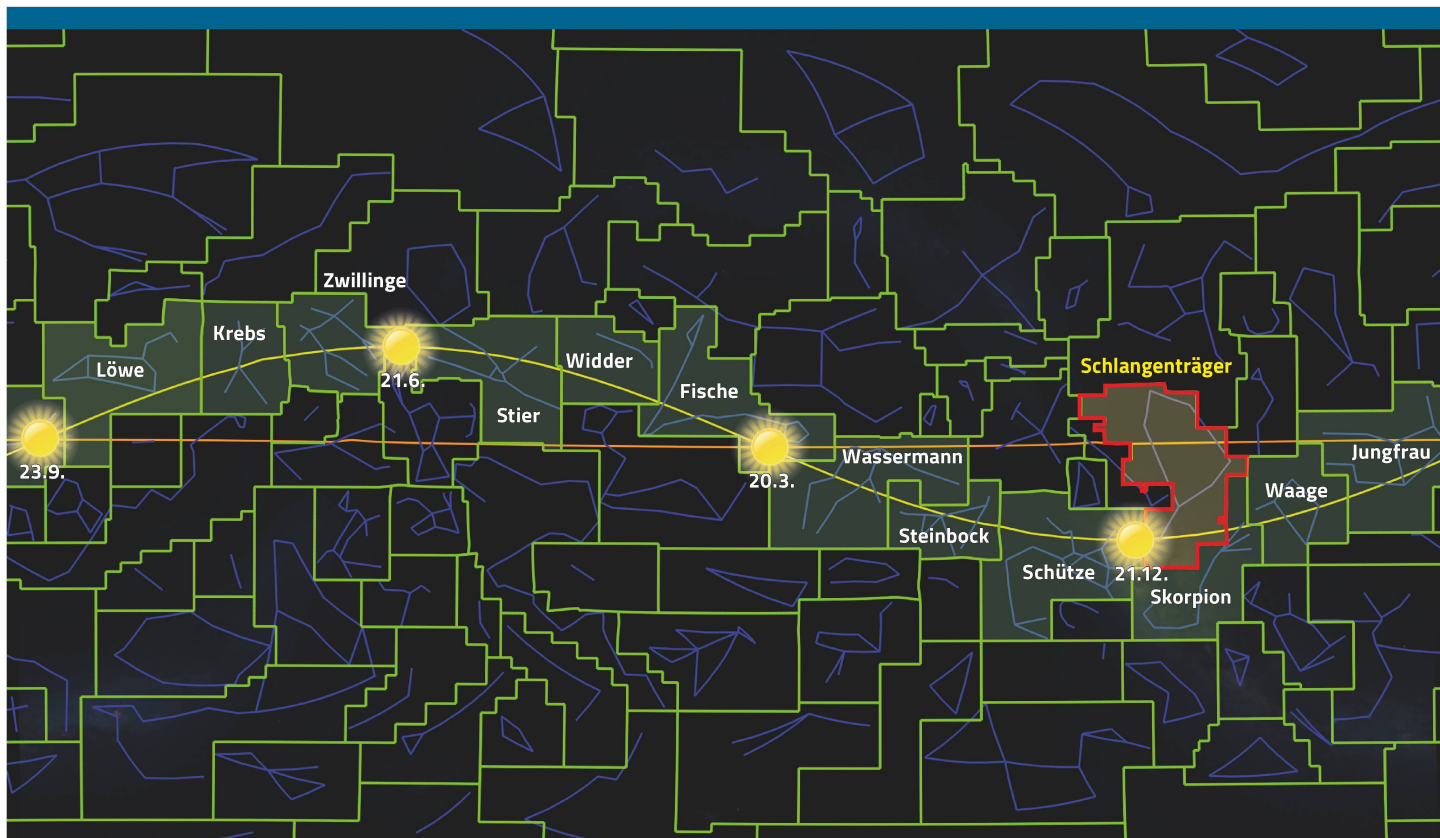 Zwillinge
Krebs
Löwe
Widder
21.6.
Fische
Stier
Schlangenträger
Wassermann
Jungfrau
23.9.
20.3.
Waage
Steinbock
Schütze
21.12.
Skorpion